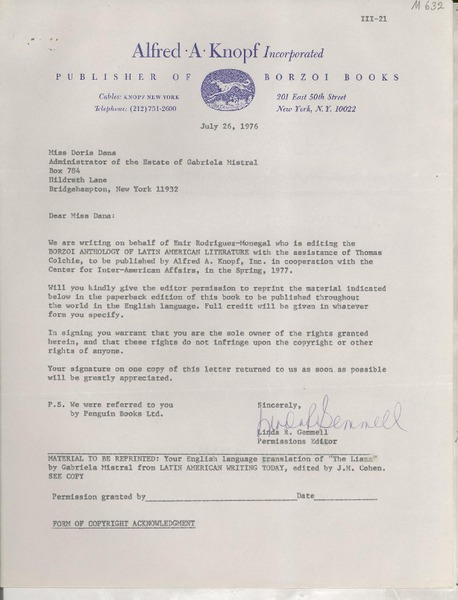 M 632
III-21
Alfred · A · Knopf Incorporated
PUBLISHER OF BORZOI BOOKS
Cables: KNOPF NEW YORK 201 East 50th Street
Telephone: (212) 751-2600 New York, N.Y. 10022
July 26, 1976
Miss Doris Dana
Administrator of the Estate of Gabriela Mistral
Box 784
Hildreth Lane
Bridgehampton, New York 11932
Dear Miss Dana:
We are writing on behalf of Emir Rodriguez-Monegal who is editing the
BORZOI ANTHOLOGY OF LATIN AMERICAN LITERATURE with the assistance of Thomas
Colchie, to be published by Alfred A. Knopf, Inc. in cooperation with the
Center for Inter-American Affairs, in the Spring, 1977.
Will you kindly give the editor permission to reprint the material indicated
below in the paperback edition of this book to be published throughout
the world in the English language. Full credit will be given in whatever
form you specify.
In signing you warrant that you are the sole owner of the rights granted
herein, and that these rights do not infringe upon the copyright or other
rights of anyone.
Your signature on one copy of this letter returned to us as soon as possible
will be greatly appreciated.
P.S. We were referred to you
by Penguin Books Ltd.
Sincerely,
Linda R. Gemmell
Linda R. Gemmell
Permissions Editor
MATERIAL TO BE REPRINTED: Your English language translation of "The Liana"
by Gabriela Mistral from LATIN AMERICAN WRITING TODAY, edited by J.M. Cohen.
SEE COPY
Permission granted by Date
FORM OF COPYRIGHT ACKNOWLEDGMENT